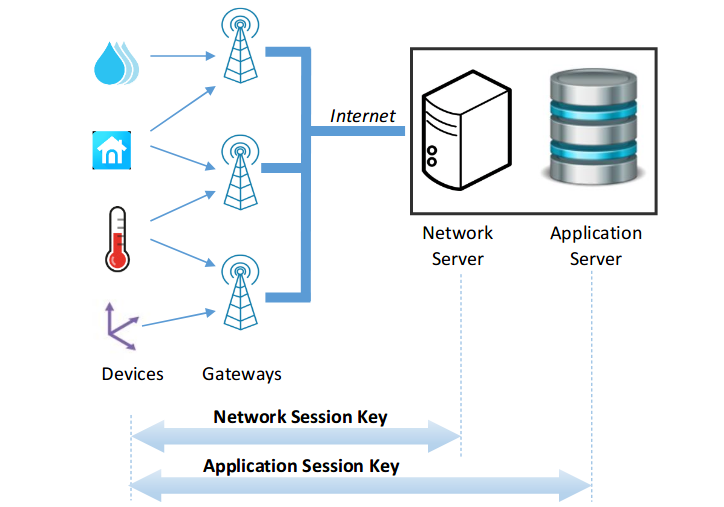 Internet
Network
Server
Application
Server
Devices
Gateways
Network Session Key
Application Session Key